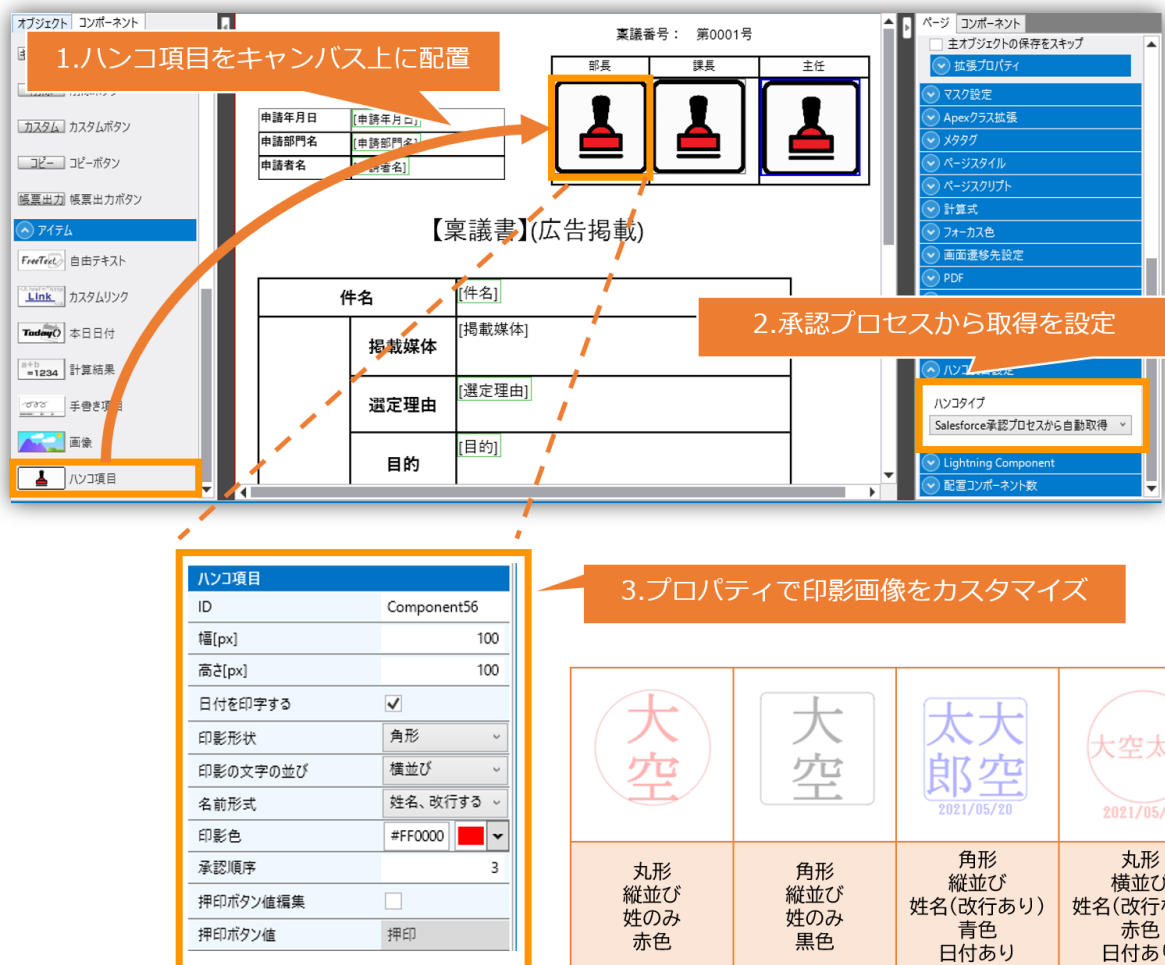 オブジェクト コンポーネント
1.ハンコ項目をキャンバス上に配置
カスタム カスタムボタン
コピー コピーボタン
帳票出力 帳票出力ボタン
アイテム
FreeText 自由テキスト
Link カスタムリンク
Today 本日日付
a+b
=1234 計算結果
手書き項目
画像
ハンコ項目
稟議番号： 第0001号
部長 課長 主任
申請年月日 [申請年月日]
申請部門名 [申請部門名]
申請者名 [申請者名]
【稟議書】(広告掲載)
件名 [件名]
掲載媒体 [掲載媒体]
選定理由 [選定理由]
目的 [目的]
ページ コンポーネント
主オブジェクトの保存をスキップ
拡張プロパティ
マスク設定
Apexクラス拡張
メタタグ
ページスタイル
ページスクリプト
計算式
フォーカス色
画面遷移先設定
PDF
2.承認プロセスから取得を設定
ハンコタイプ
Salesforce承認プロセスから自動取得
Lightning Component
配置コンポーネント数
ハンコ項目
ID Component56
幅[px] 100
高さ[px] 100
日付を印字する
印影形状 角形
印影の文字の並び 横並び
名前形式 姓名、改行する
印影色 #FF0000
承認順序 3
押印ボタン値編集
押印ボタン値 押印
3.プロパティで印影画像をカスタマイズ
大空
大空
大空太郎
2021/05/20
大空太
2021/05/
丸形
縦並び
姓のみ
赤色
角形
縦並び
姓のみ
黒色
角形
縦並び
姓名(改行あり)
青色
日付あり
丸形
横並び
姓名(改行な
赤色
日付あり